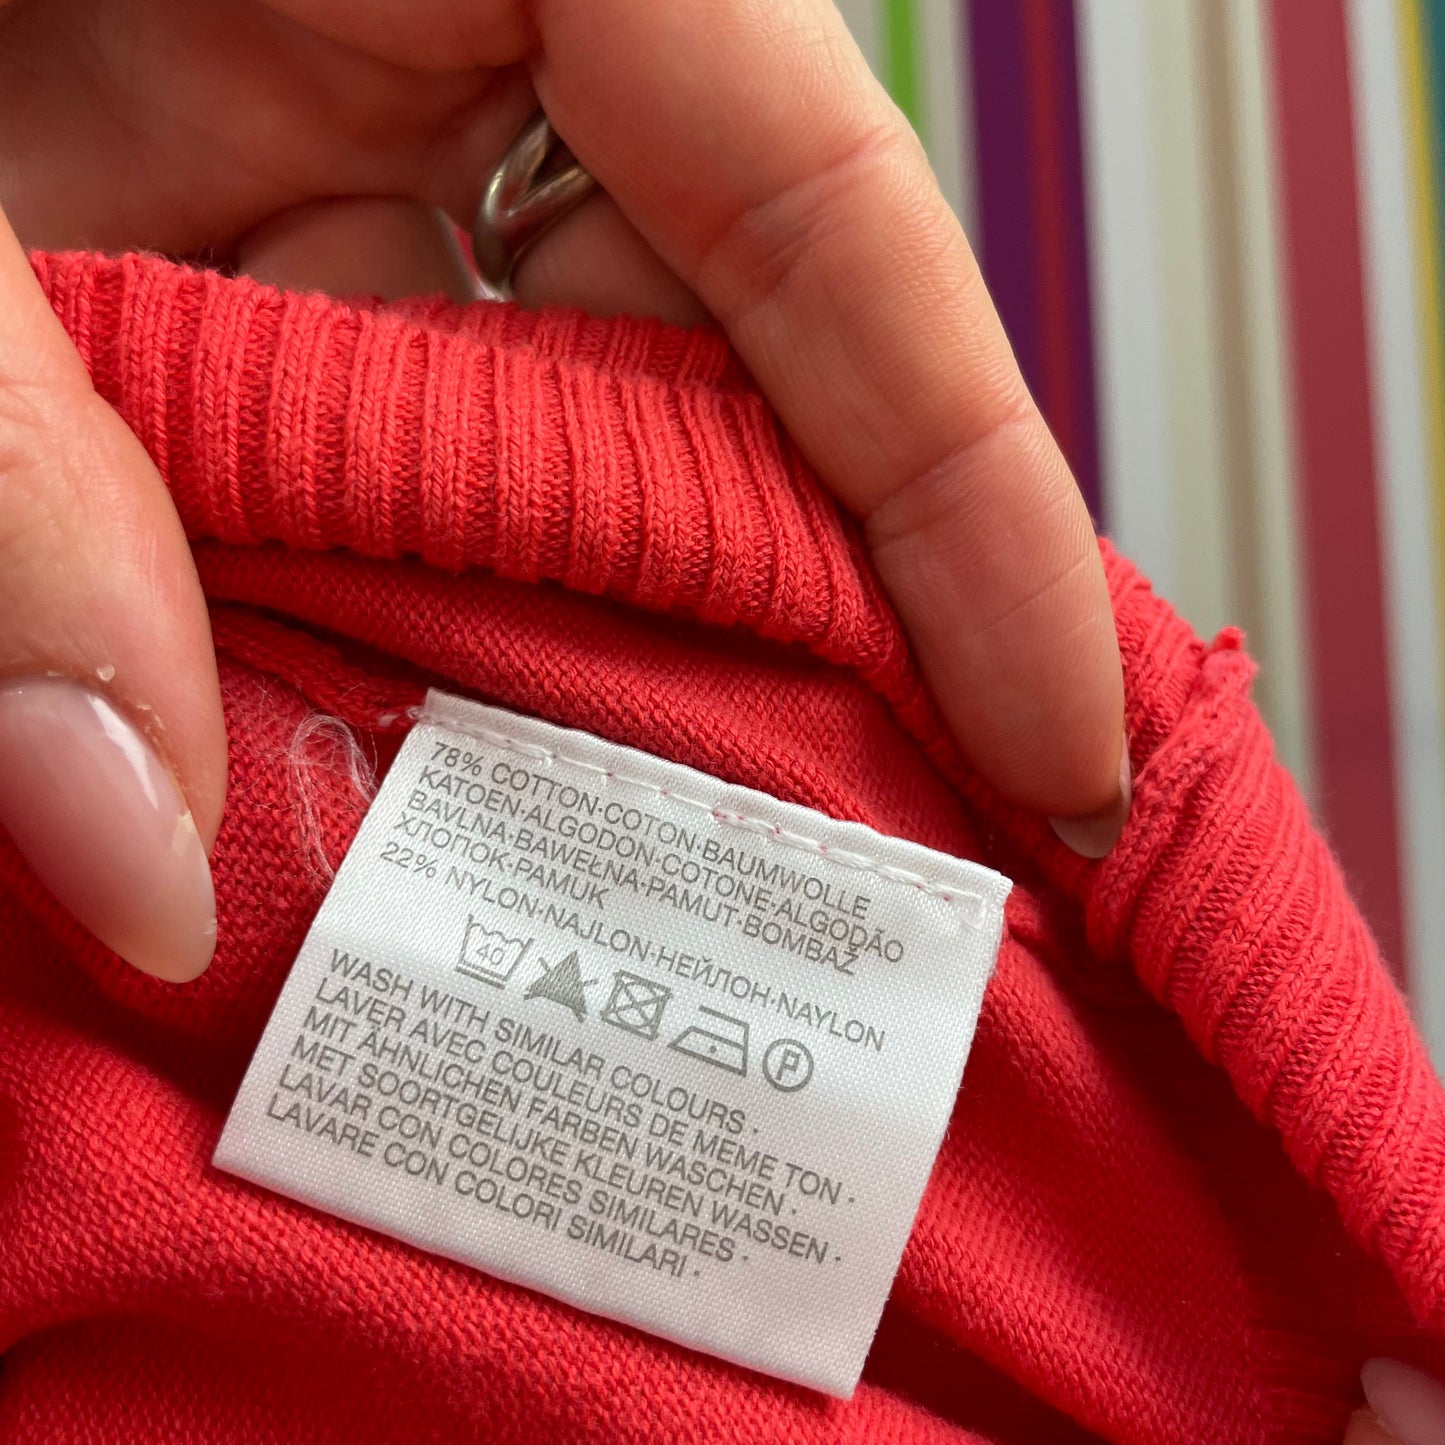 78% COTTON·COTON·BAUMWOLLE
KATOEN·ALGODON·COTONE·ALGODÃO
BAVLNA·BAWEŁNA·PAMUT·BOMBAŽ
ХЛОПОК·PAMUK
22% NYLON·NAJLON·НЕЙЛОН·NAYLON
40 P
WASH WITH SIMILAR COLOURS ·
LAVER AVEC COULEURS DE MEME TON ·
MIT ÄHNLICHEN FARBEN WASCHEN ·
MET SOORTGELIJKE KLEUREN WASSEN ·
LAVAR CON COLORES SIMILARES ·
LAVARE CON COLORI SIMILARI ·